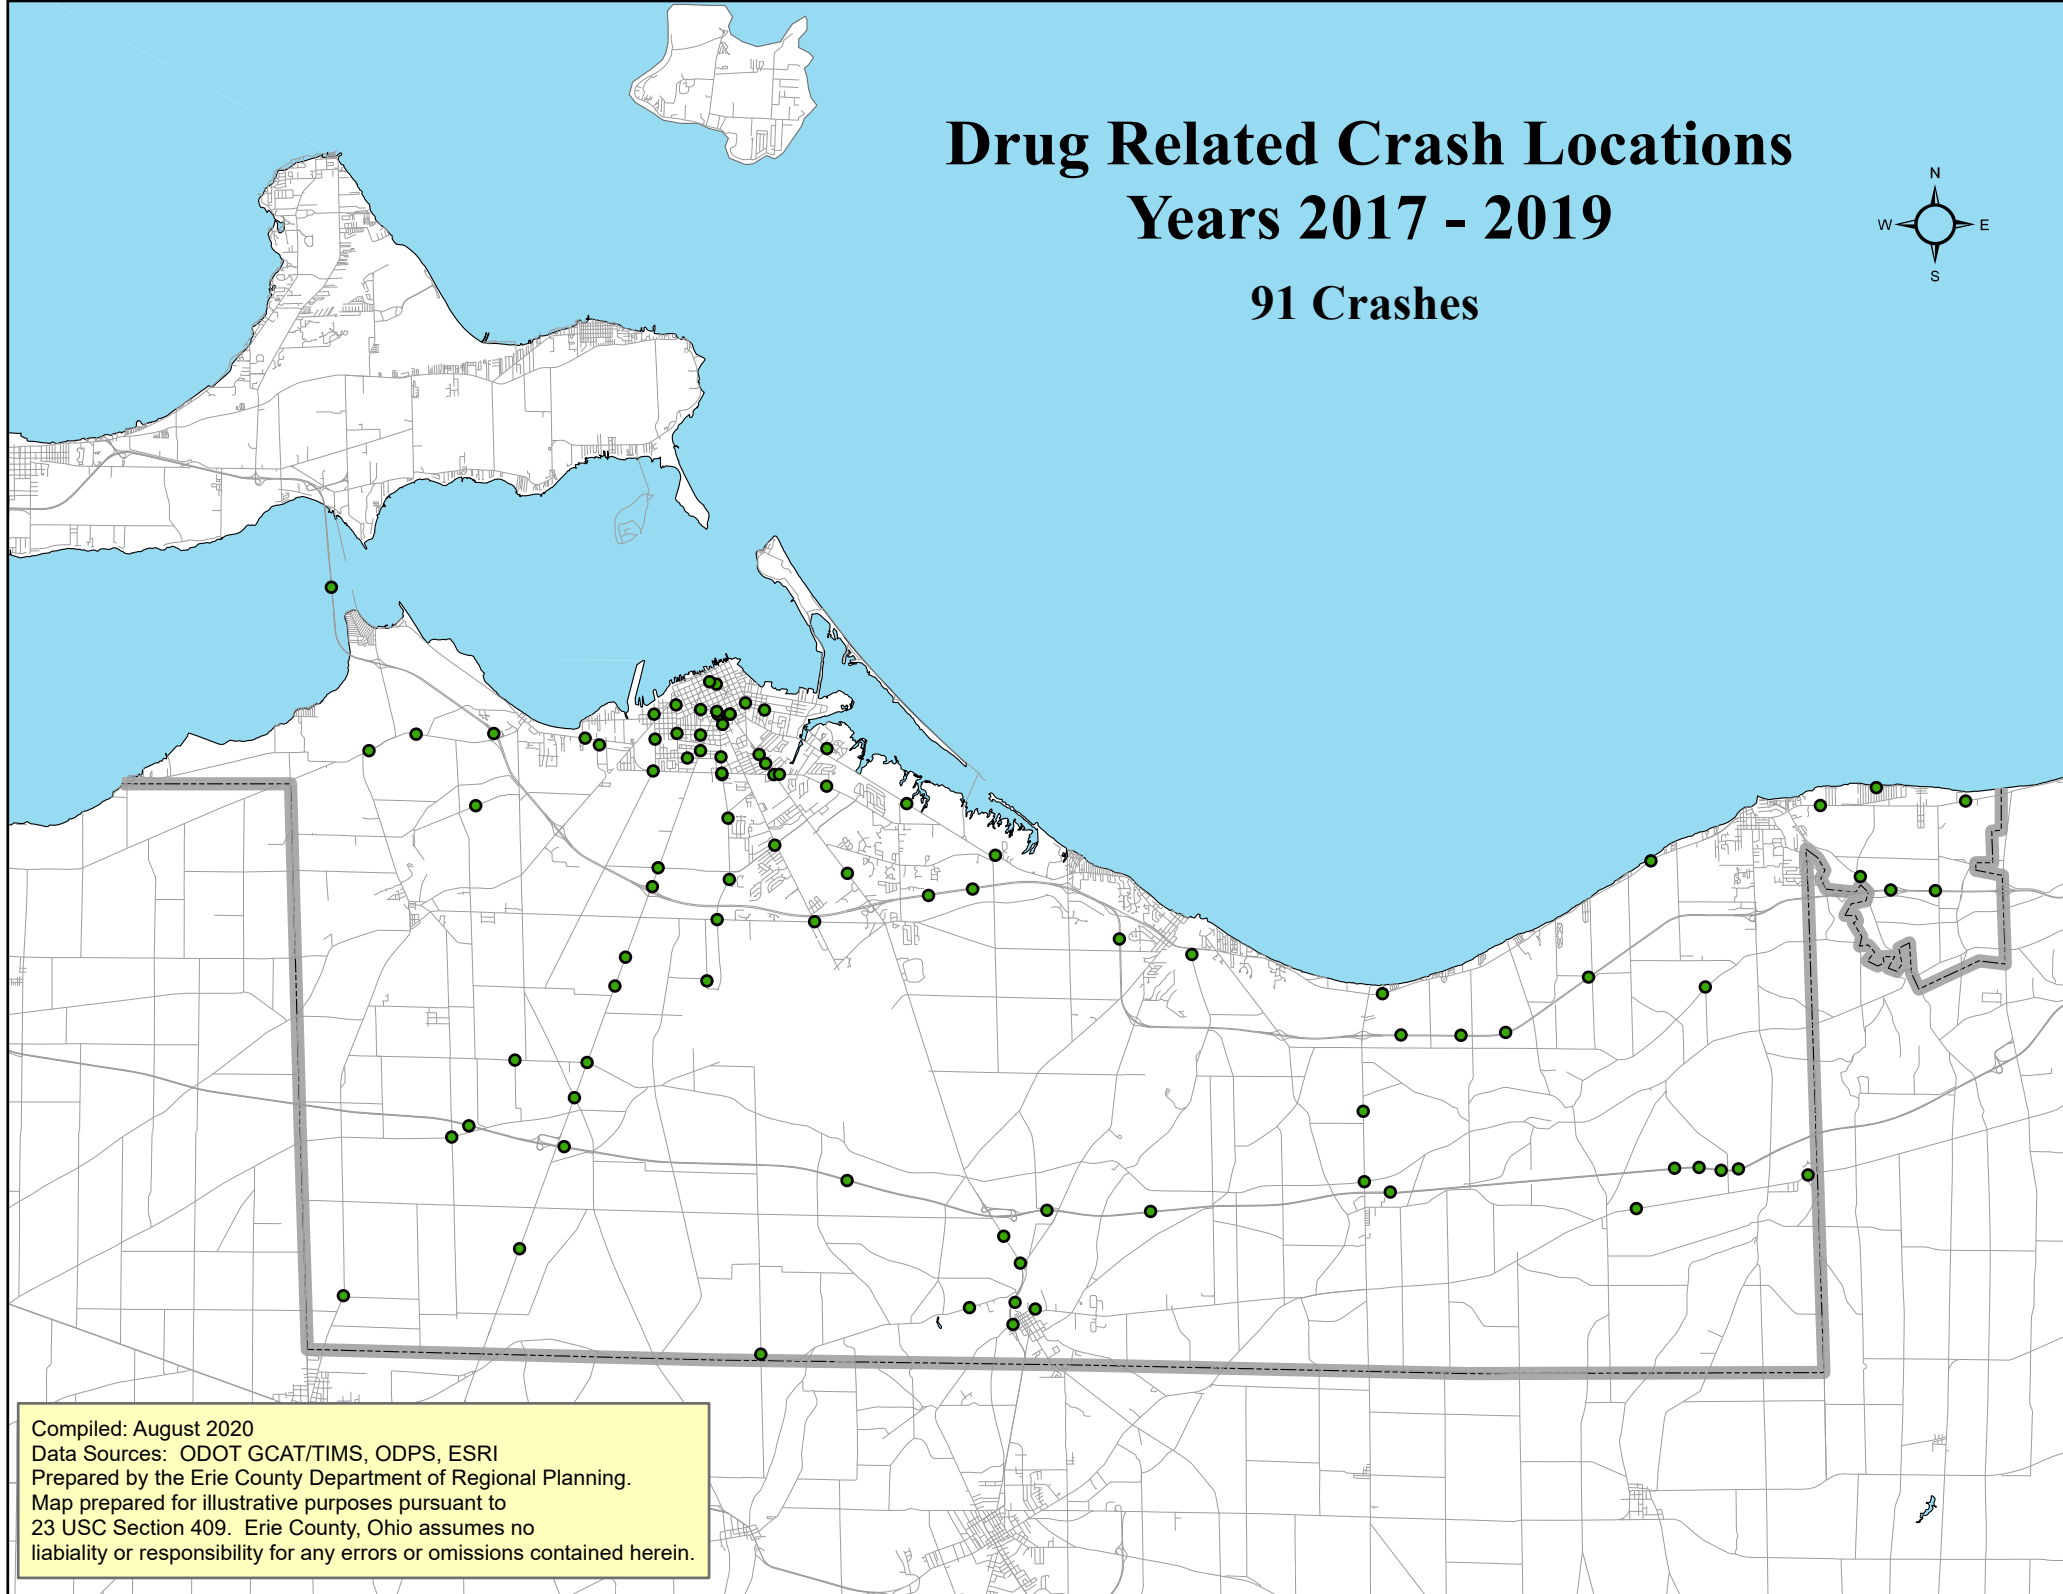 Drug Related Crash Locations
Years 2017 - 2019
91 Crashes
N
W E
S
Compiled: August 2020
Data Sources:  ODOT GCAT/TIMS, ODPS, ESRI
Prepared by the Erie County Department of Regional Planning.
Map prepared for illustrative purposes pursuant to
23 USC Section 409.  Erie County, Ohio assumes no
liabiality or responsibility for any errors or omissions contained herein.